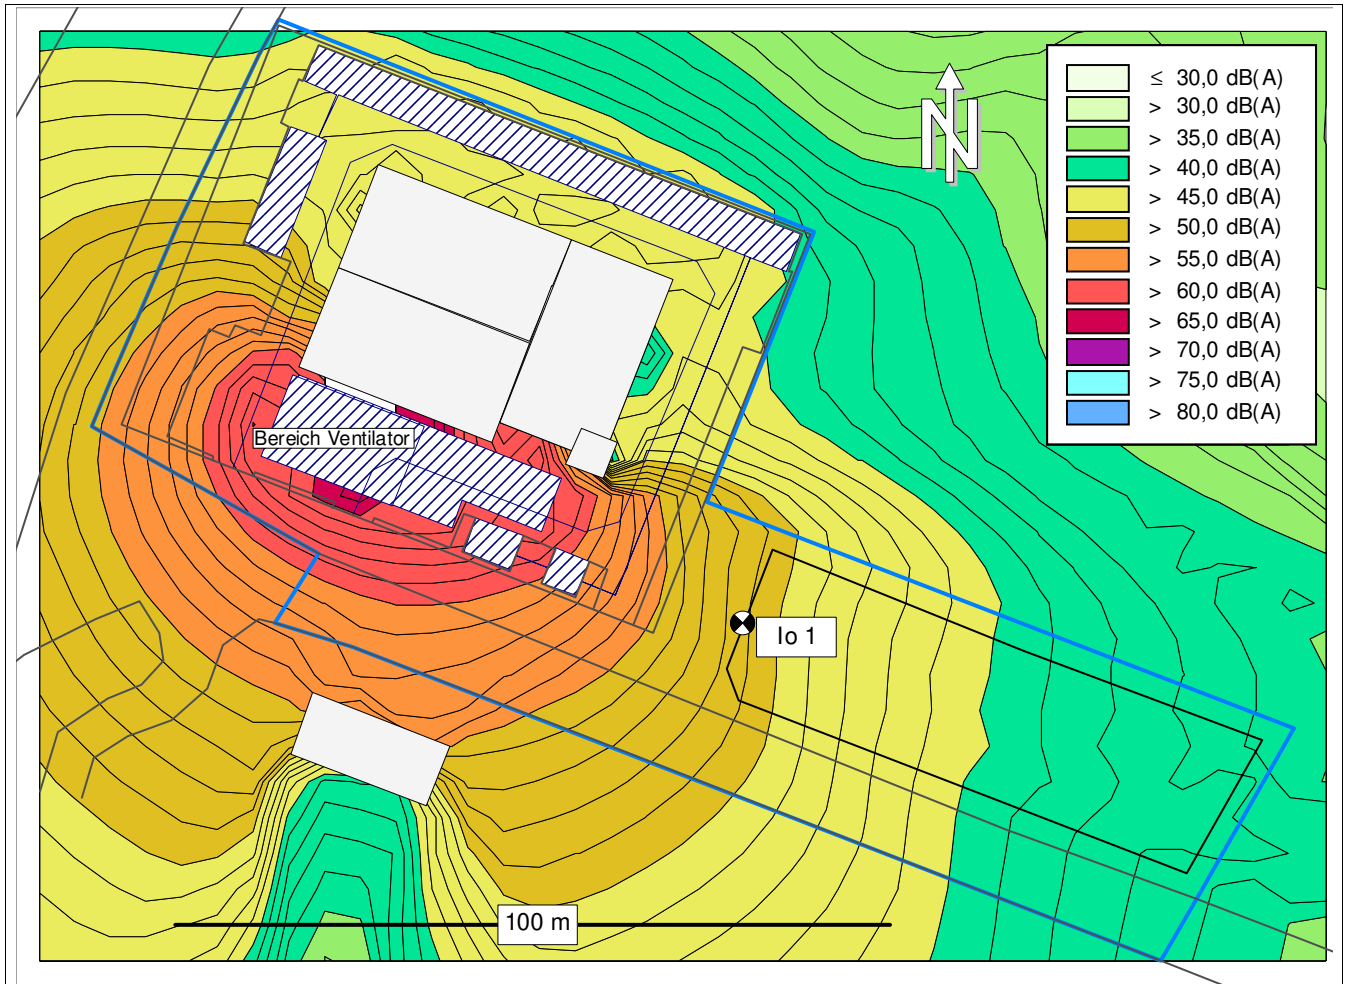 ≤ 30,0 dB(A)
> 30,0 dB(A)
> 35,0 dB(A)
> 40,0 dB(A)
> 45,0 dB(A)
> 50,0 dB(A)
> 55,0 dB(A)
> 60,0 dB(A)
> 65,0 dB(A)
> 70,0 dB(A)
> 75,0 dB(A)
> 80,0 dB(A)
N
Bereich Ventilator
Io 1
100 m